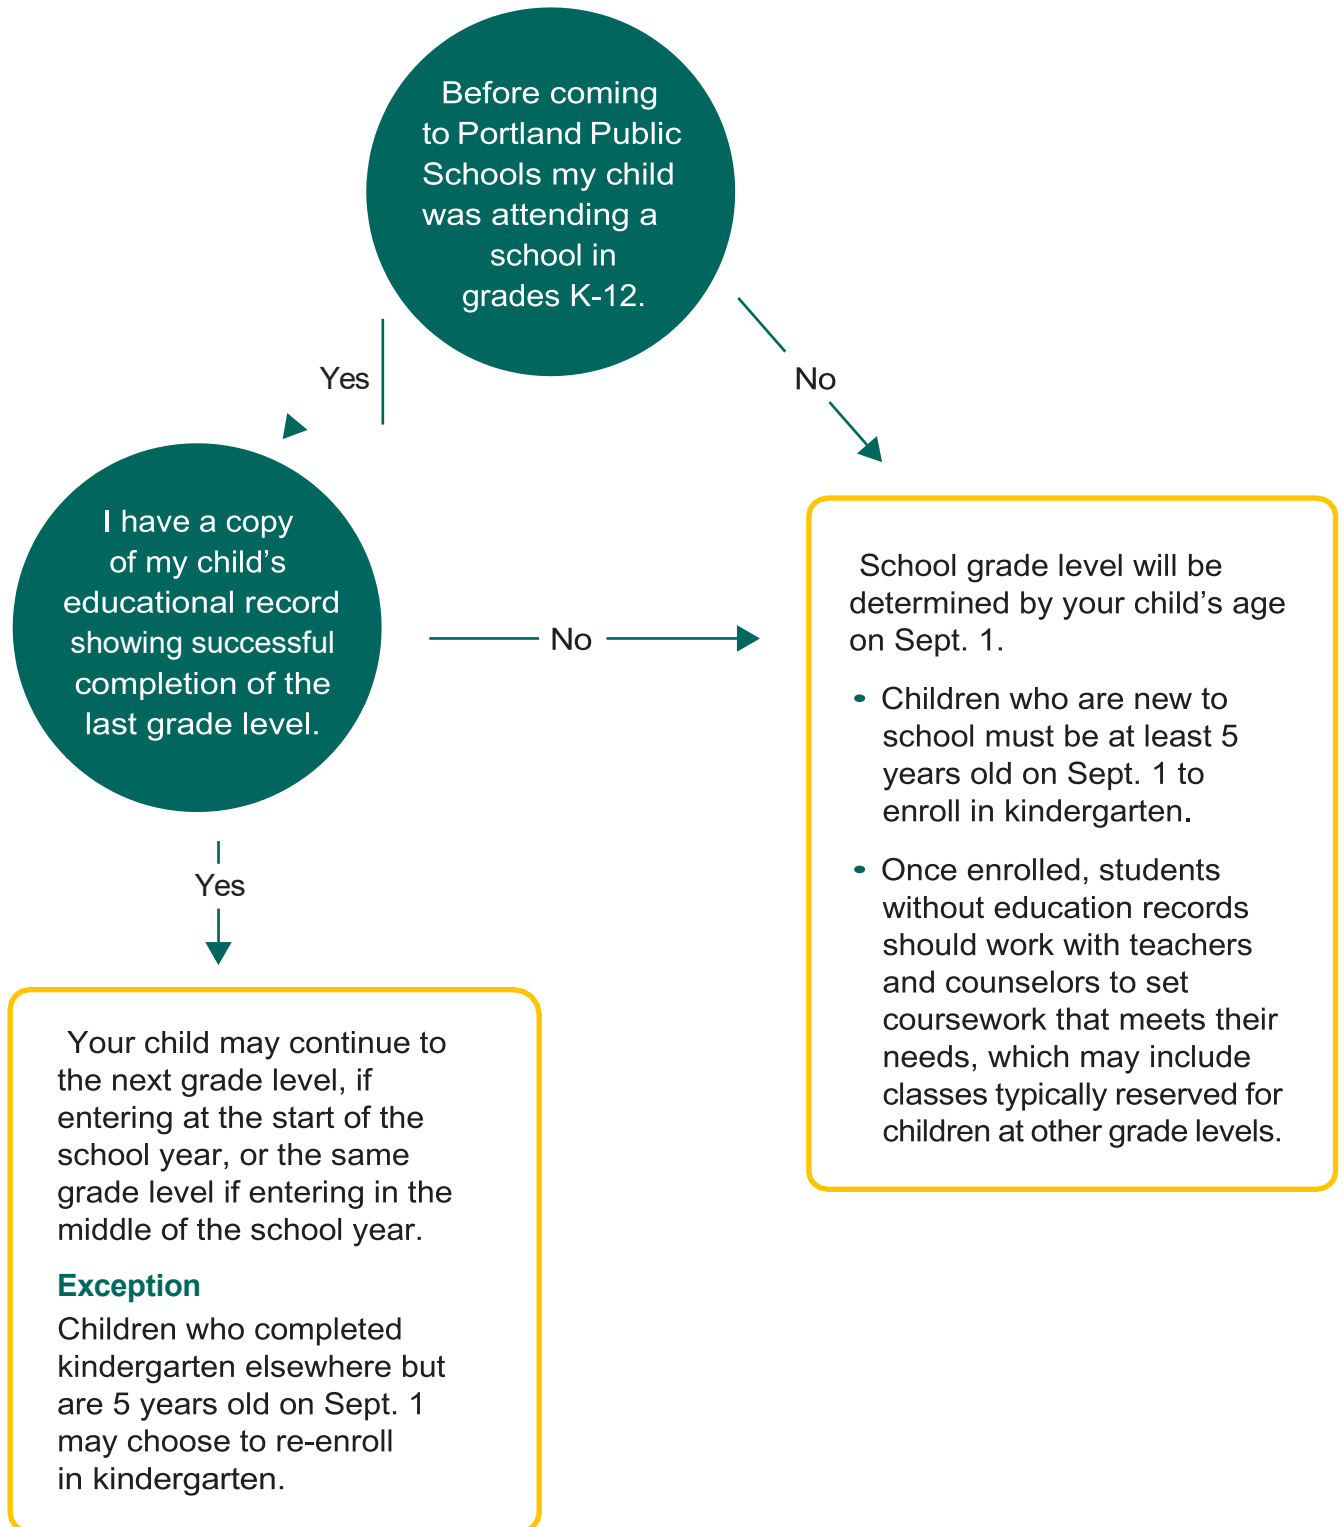 Before coming
to Portland Public
Schools my child
was attending a
school in
grades K-12.
Yes
No
I have a copy
of my child’s
educational record
showing successful
completion of the
last grade level.
No
School grade level will be
determined by your child’s age
on Sept. 1.
• Children who are new to
school must be at least 5
years old on Sept. 1 to
enroll in kindergarten.
• Once enrolled, students
without education records
should work with teachers
and counselors to set
coursework that meets their
needs, which may include
classes typically reserved for
children at other grade levels.
Yes
Your child may continue to
the next grade level, if
entering at the start of the
school year, or the same
grade level if entering in the
middle of the school year.
Exception
Children who completed
kindergarten elsewhere but
are 5 years old on Sept. 1
may choose to re-enroll
in kindergarten.